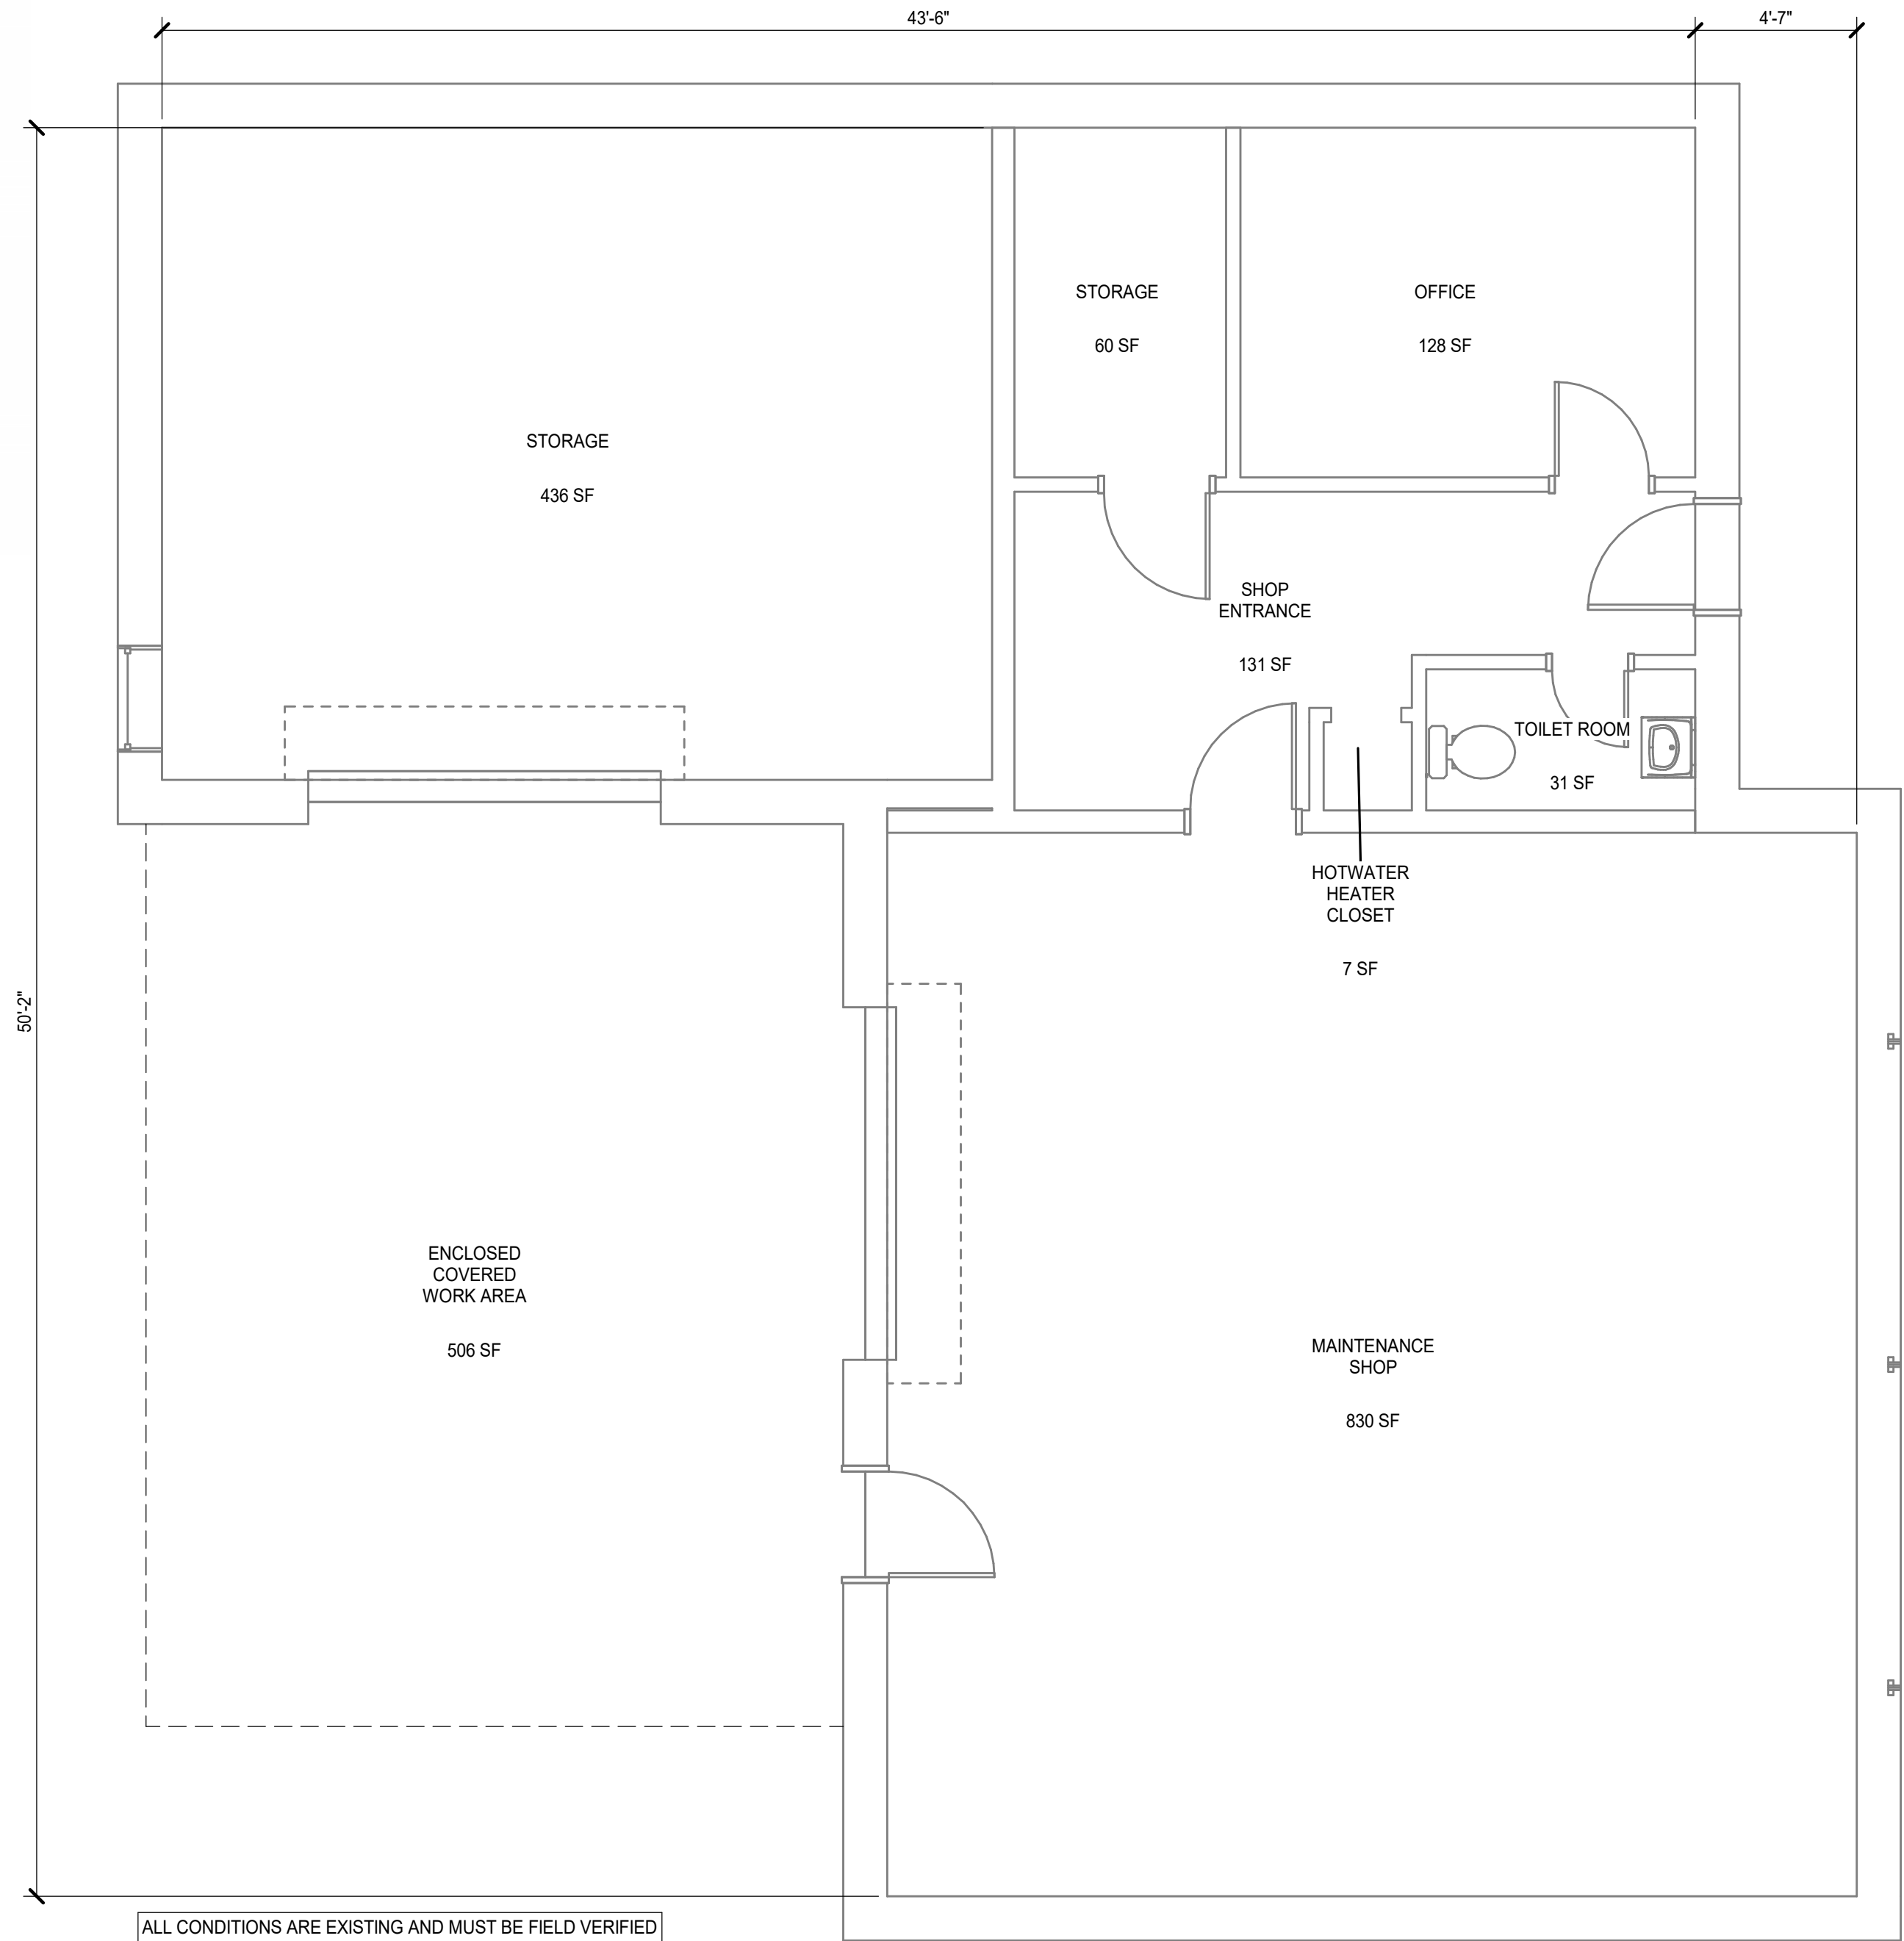 43'-6"
4'-7"
STORAGE
60 SF
OFFICE
128 SF
STORAGE
436 SF
SHOP
ENTRANCE
131 SF
TOILET ROOM
31 SF
HOTWATER
HEATER
CLOSET
7 SF
50'-2"
ENCLOSED
COVERED
WORK AREA
506 SF
MAINTENANCE
SHOP
830 SF
ALL CONDITIONS ARE EXISTING AND MUST BE FIELD VERIFIED